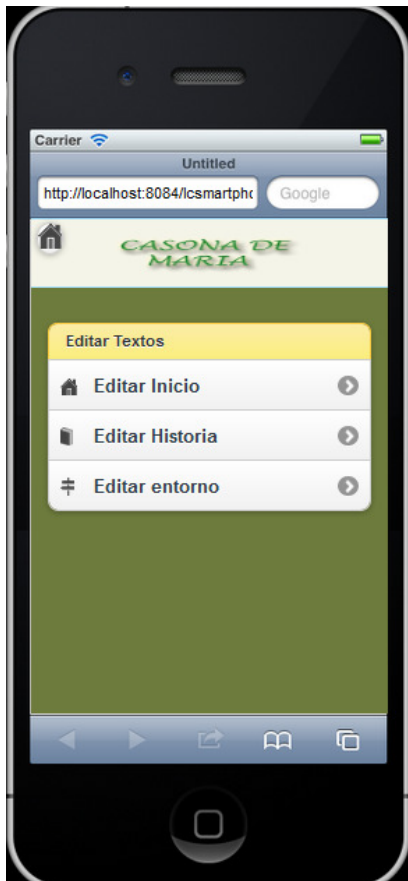 Carrier
Untitled
http://localhost:8084/lcsmartphc
Google
CASONA DE
MARIA
Editar Textos
Editar Inicio
Editar Historia
Editar entorno